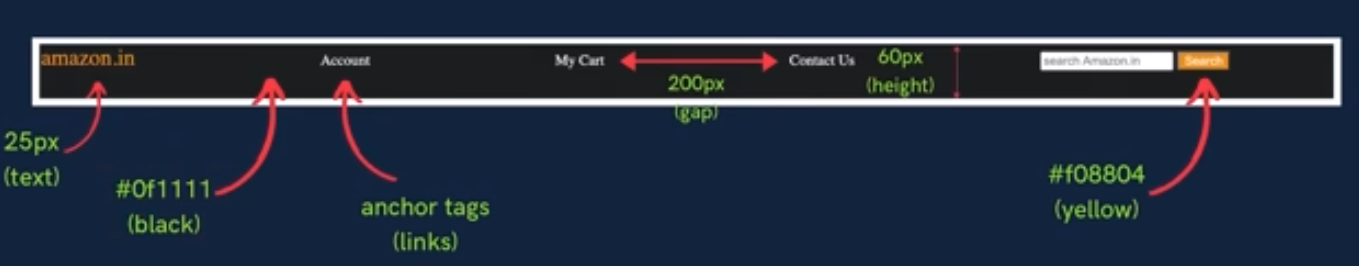 amazon.in
Account
My Cart
Contact Us
search Amazon.in
Search
60px
(height)
200px
(gap)
25px
(text)
#0f1111
(black)
anchor tags
(links)
#f08804
(yellow)